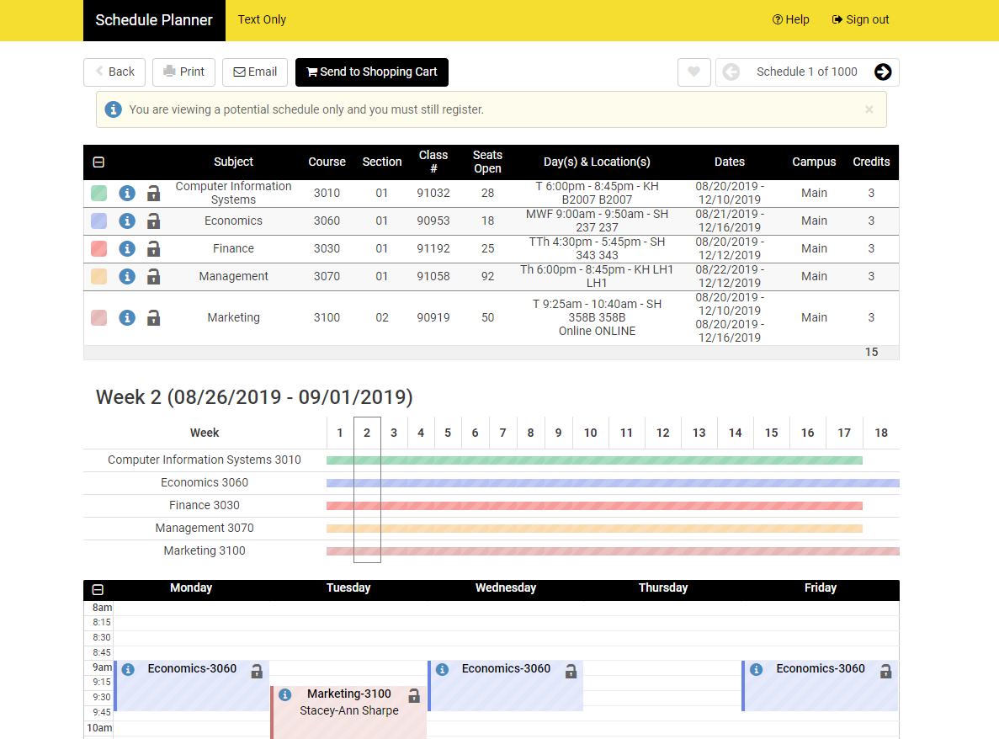 Schedule Planner Text Only Help Sign out
Back Print Email Send to Shopping Cart Schedule 1 of 1000
You are viewing a potential schedule only and you must still register. ×
Subject Course Section Class # Seats Open Day(s) & Location(s) Dates Campus Credits
Computer Information Systems 3010 01 91032 28 T 6:00pm - 8:45pm - KH B2007 B2007 08/20/2019 - 12/10/2019 Main 3
Economics 3060 01 90953 18 MWF 9:00am - 9:50am - SH 237 237 08/21/2019 - 12/16/2019 Main 3
Finance 3030 01 91192 25 TTh 4:30pm - 5:45pm - SH 343 343 08/20/2019 - 12/12/2019 Main 3
Management 3070 01 91058 92 Th 6:00pm - 8:45pm - KH LH1 LH1 08/22/2019 - 12/12/2019 Main 3
Marketing 3100 02 90919 50 T 9:25am - 10:40am - SH 358B 358B Online ONLINE 08/20/2019 - 12/10/2019 08/20/2019 - 12/16/2019 Main 3
15
Week 2 (08/26/2019 - 09/01/2019)
Week 1 2 3 4 5 6 7 8 9 10 11 12 13 14 15 16 17 18
Computer Information Systems 3010
Economics 3060
Finance 3030
Management 3070
Marketing 3100
Monday Tuesday Wednesday Thursday Friday
8am
8:15
8:30
8:45
9am Economics-3060 Economics-3060 Economics-3060
9:15
9:30 Marketing-3100
9:45 Stacey-Ann Sharpe
10am